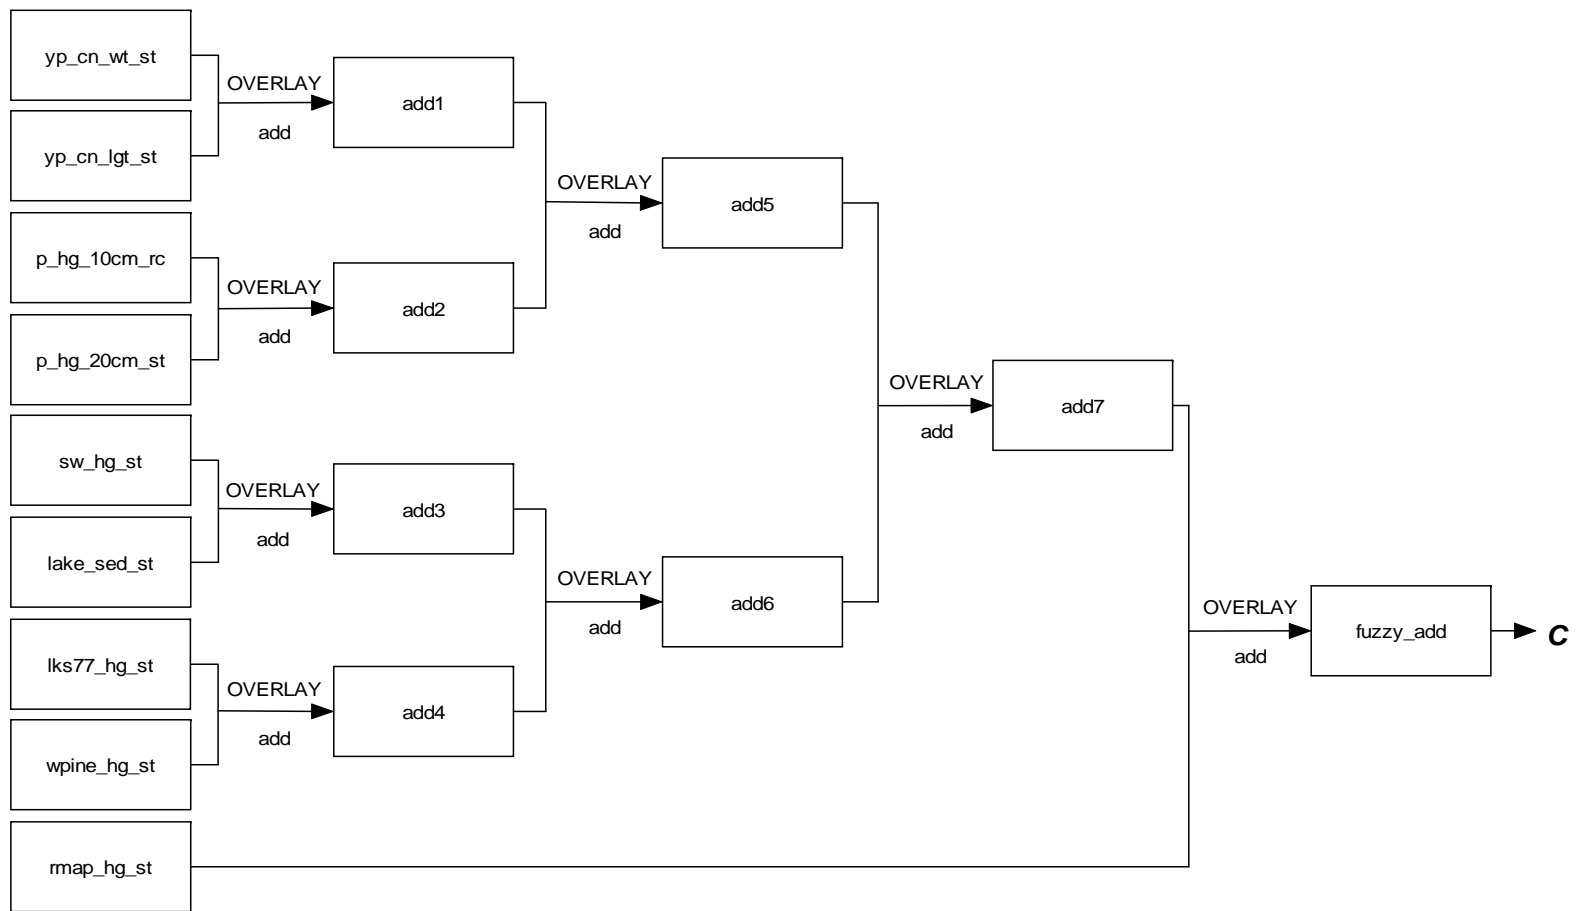 yp_cn_wt_st
OVERLAY
add
add1
yp_cn_lgt_st
OVERLAY
add
add5
p_hg_10cm_rc
OVERLAY
add
add2
p_hg_20cm_st
OVERLAY
add
add7
sw_hg_st
OVERLAY
add
add3
lake_sed_st
OVERLAY
add
add6
lks77_hg_st
OVERLAY
add
add4
wpine_hg_st
OVERLAY
add
fuzzy_add
C
rmap_hg_st